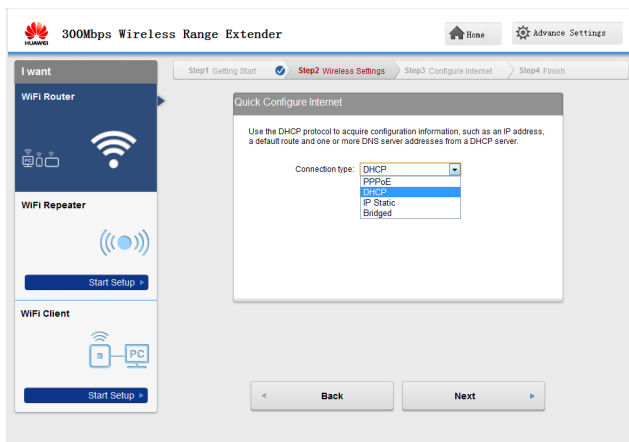 HUAWEI
300Mbps Wireless Range Extender
Home
Advance Settings
I want
Step1 Getting Start
Step2 Wireless Settings
Step3 Configure Internet
Step4 Finish
WiFi Router
Quick Configure Internet
Use the DHCP protocol to acquire configuration information, such as an IP address,
a default route and one or more DNS server addresses from a DHCP server.
Connection type: DHCP
PPPoE
DHCP
IP Static
Bridged
WiFi Repeater
Start Setup
WiFi Client
PC
Start Setup
< Back
Next